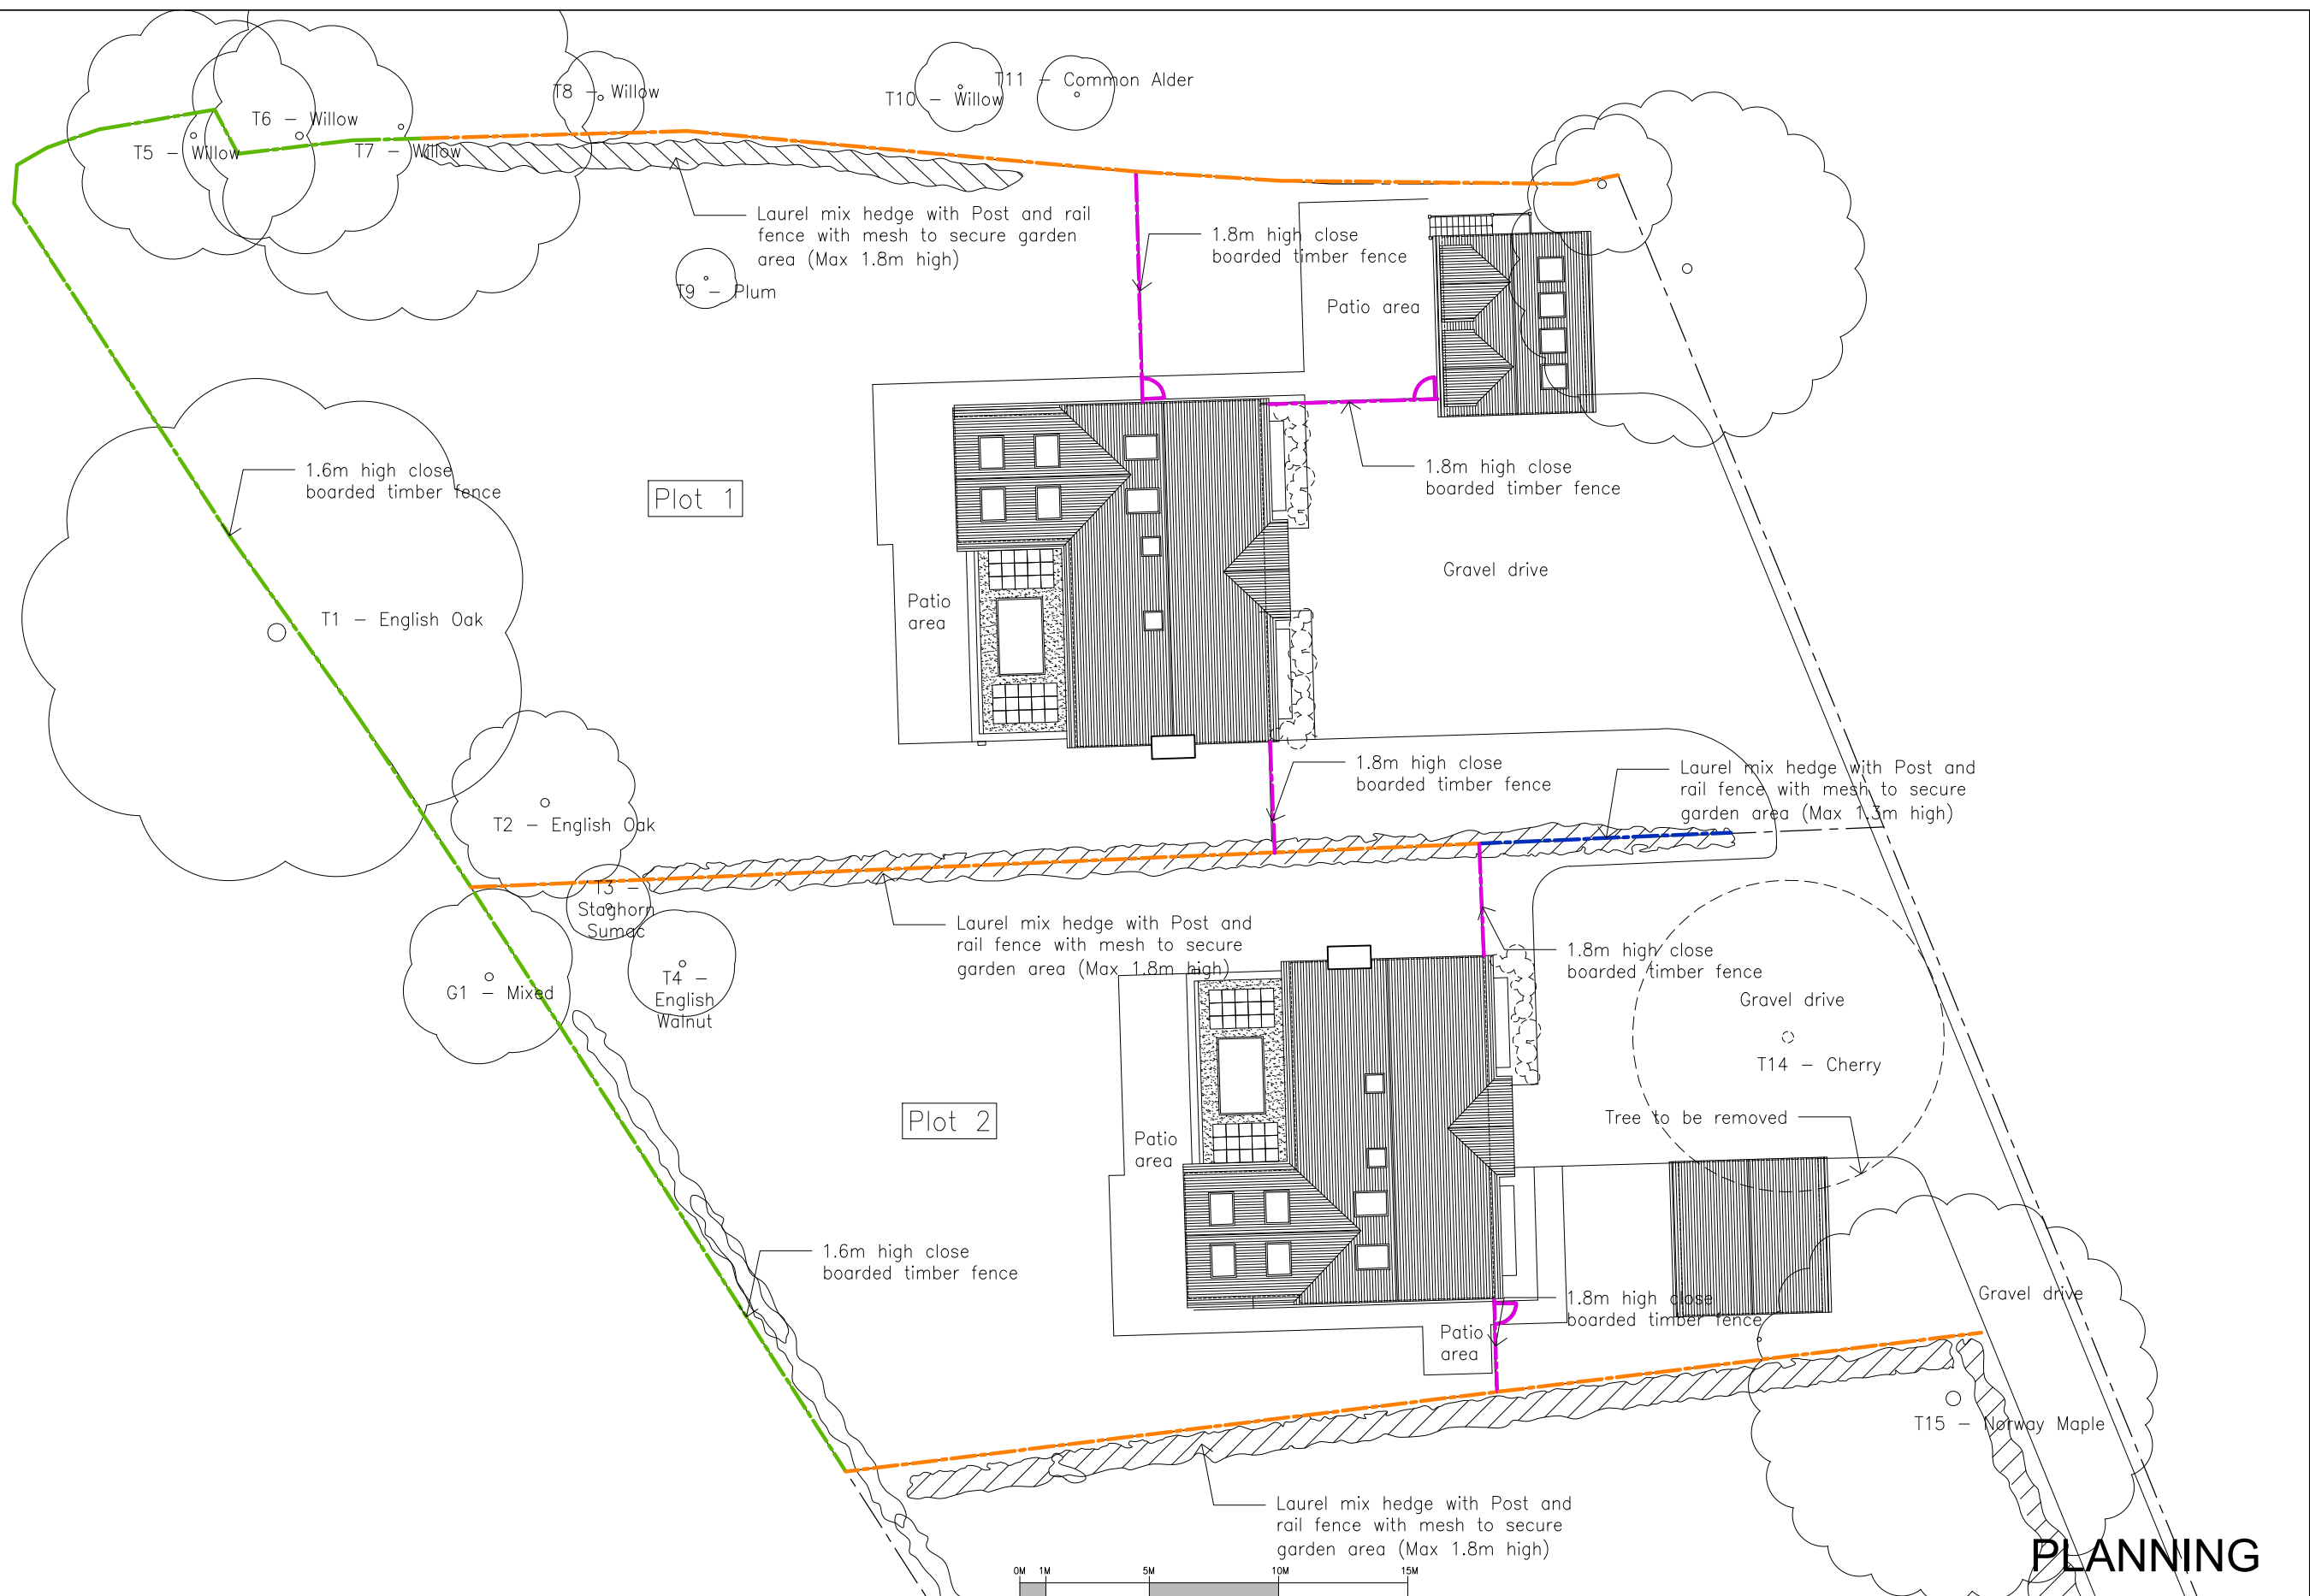 T8 - Willow
T11 - Common Alder
T10 - Willow
T6 - Willow
T5 - Willow
T7 - Willow
Laurel mix hedge with Post and rail
fence with mesh to secure garden
area (Max 1.8m high)
1.8m high close
boarded timber fence
T9 - Plum
Patio area
1.6m high close
boarded timber fence
Plot 1
1.8m high close
boarded timber fence
Gravel drive
Patio
area
T1 - English Oak
1.8m high close
boarded timber fence
Laurel mix hedge with Post and
rail fence with mesh to secure
garden area (Max 1.3m high)
T2 - English Oak
T3 -
Staghorn
Sumac
Laurel mix hedge with Post and
rail fence with mesh to secure
garden area (Max 1.8m high)
1.8m high close
boarded timber fence
G1 - Mixed
T4 -
English
Walnut
Gravel drive
T14 - Cherry
Tree to be removed
Plot 2
Patio
area
1.6m high close
boarded timber fence
1.8m high close
boarded timber fence
Gravel drive
Patio
area
T15 - Norway Maple
Laurel mix hedge with Post and
rail fence with mesh to secure
garden area (Max 1.8m high)
PLANNING
0M 1M 5M 10M 15M